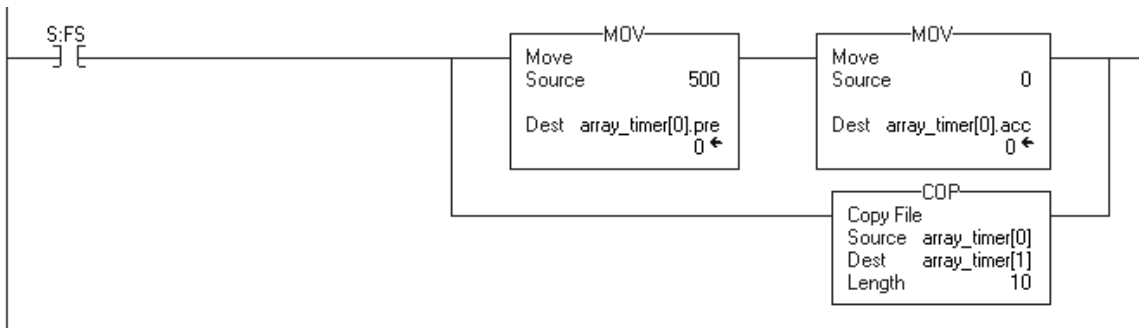 S:FS
MOV
Move
Source 500
Dest array_timer[0].pre
0
MOV
Move
Source 0
Dest array_timer[0].acc
0
COP
Copy File
Source array_timer[0]
Dest array_timer[1]
Length 10